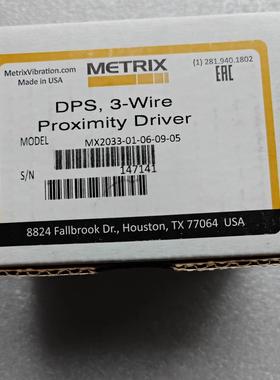 MetrixVibration.com
Made in USA
METRIX
(1) 281.940.1802
EAC
DPS, 3-Wire
Proximity Driver
MODEL MX2033-01-06-09-05
S/N 147141
8824 Fallbrook Dr., Houston, TX 77064 USA